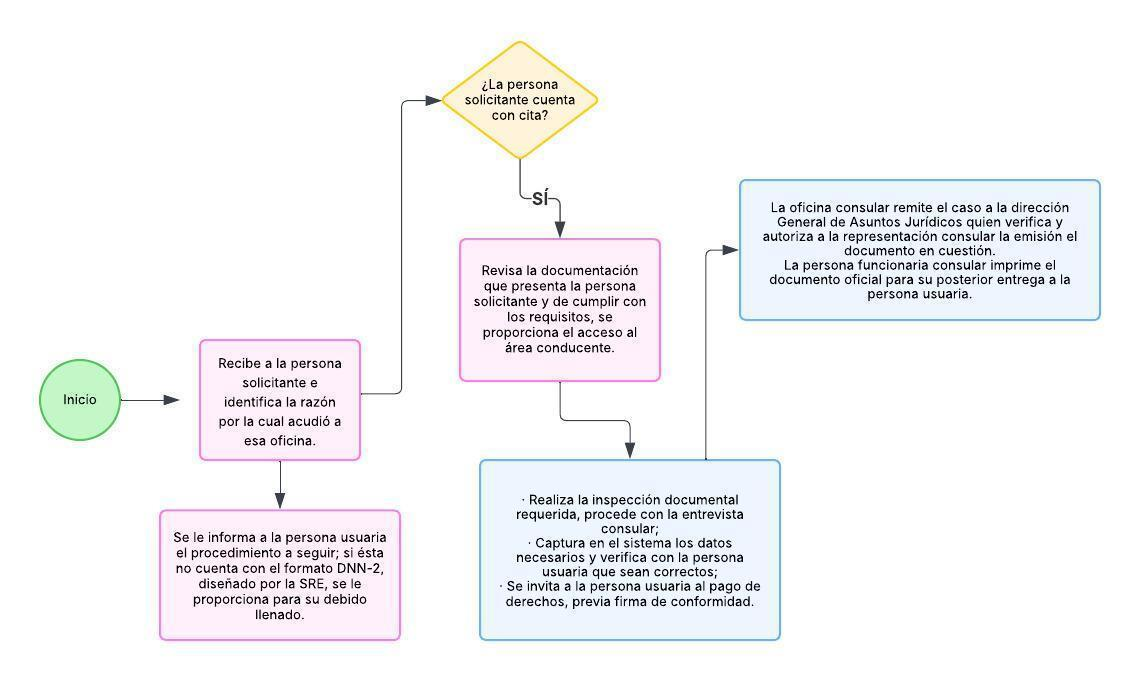 Inicio
Recibe a la persona
solicitante e
identifica la razón
por la cual acudió a
esa oficina.
Se le informa a la persona usuaria
el procedimiento a seguir; si ésta
no cuenta con el formato DNN-2,
diseñado por la SRE, se le
proporciona para su debido
llenado.
¿La persona
solicitante cuenta
con cita?
SÍ
Revisa la documentación
que presenta la persona
solicitante y de cumplir con
los requisitos, se
proporciona el acceso al
área conducente.
· Realiza la inspección documental
requerida, procede con la entrevista
consular;
· Captura en el sistema los datos
necesarios y verifica con la persona
usuaria que sean correctos;
· Se invita a la persona usuaria al pago de
derechos, previa firma de conformidad.
La oficina consular remite el caso a la dirección
General de Asuntos Jurídicos quien verifica y
autoriza a la representación consular la emisión el
documento en cuestión.
La persona funcionaria consular imprime el
documento oficial para su posterior entrega a la
persona usuaria.